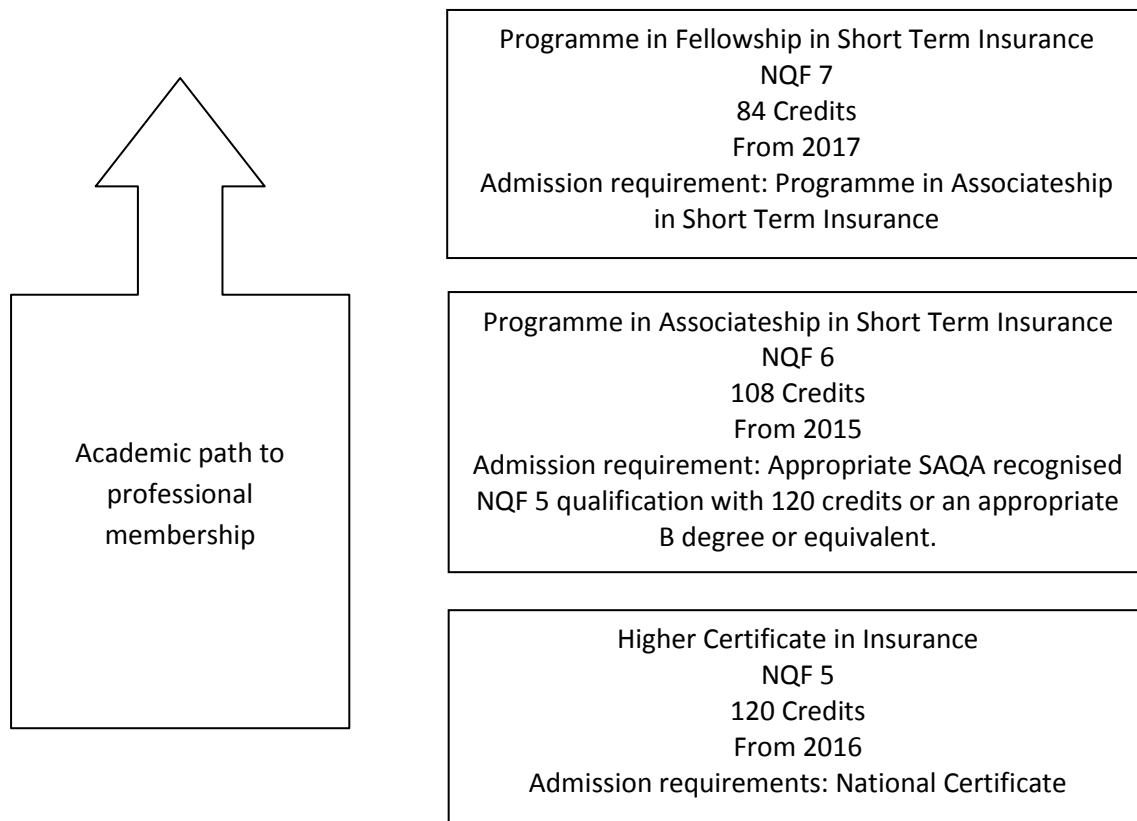 Programme in Fellowship in Short Term Insurance
NQF 7
84 Credits
From 2017
Admission requirement: Programme in Associateship
in Short Term Insurance
Programme in Associateship in Short Term Insurance
NQF 6
108 Credits
From 2015
Admission requirement: Appropriate SAQA recognised
NQF 5 qualification with 120 credits or an appropriate
B degree or equivalent.
Academic path to
professional
membership
Higher Certificate in Insurance
NQF 5
120 Credits
From 2016
Admission requirements: National Certificate